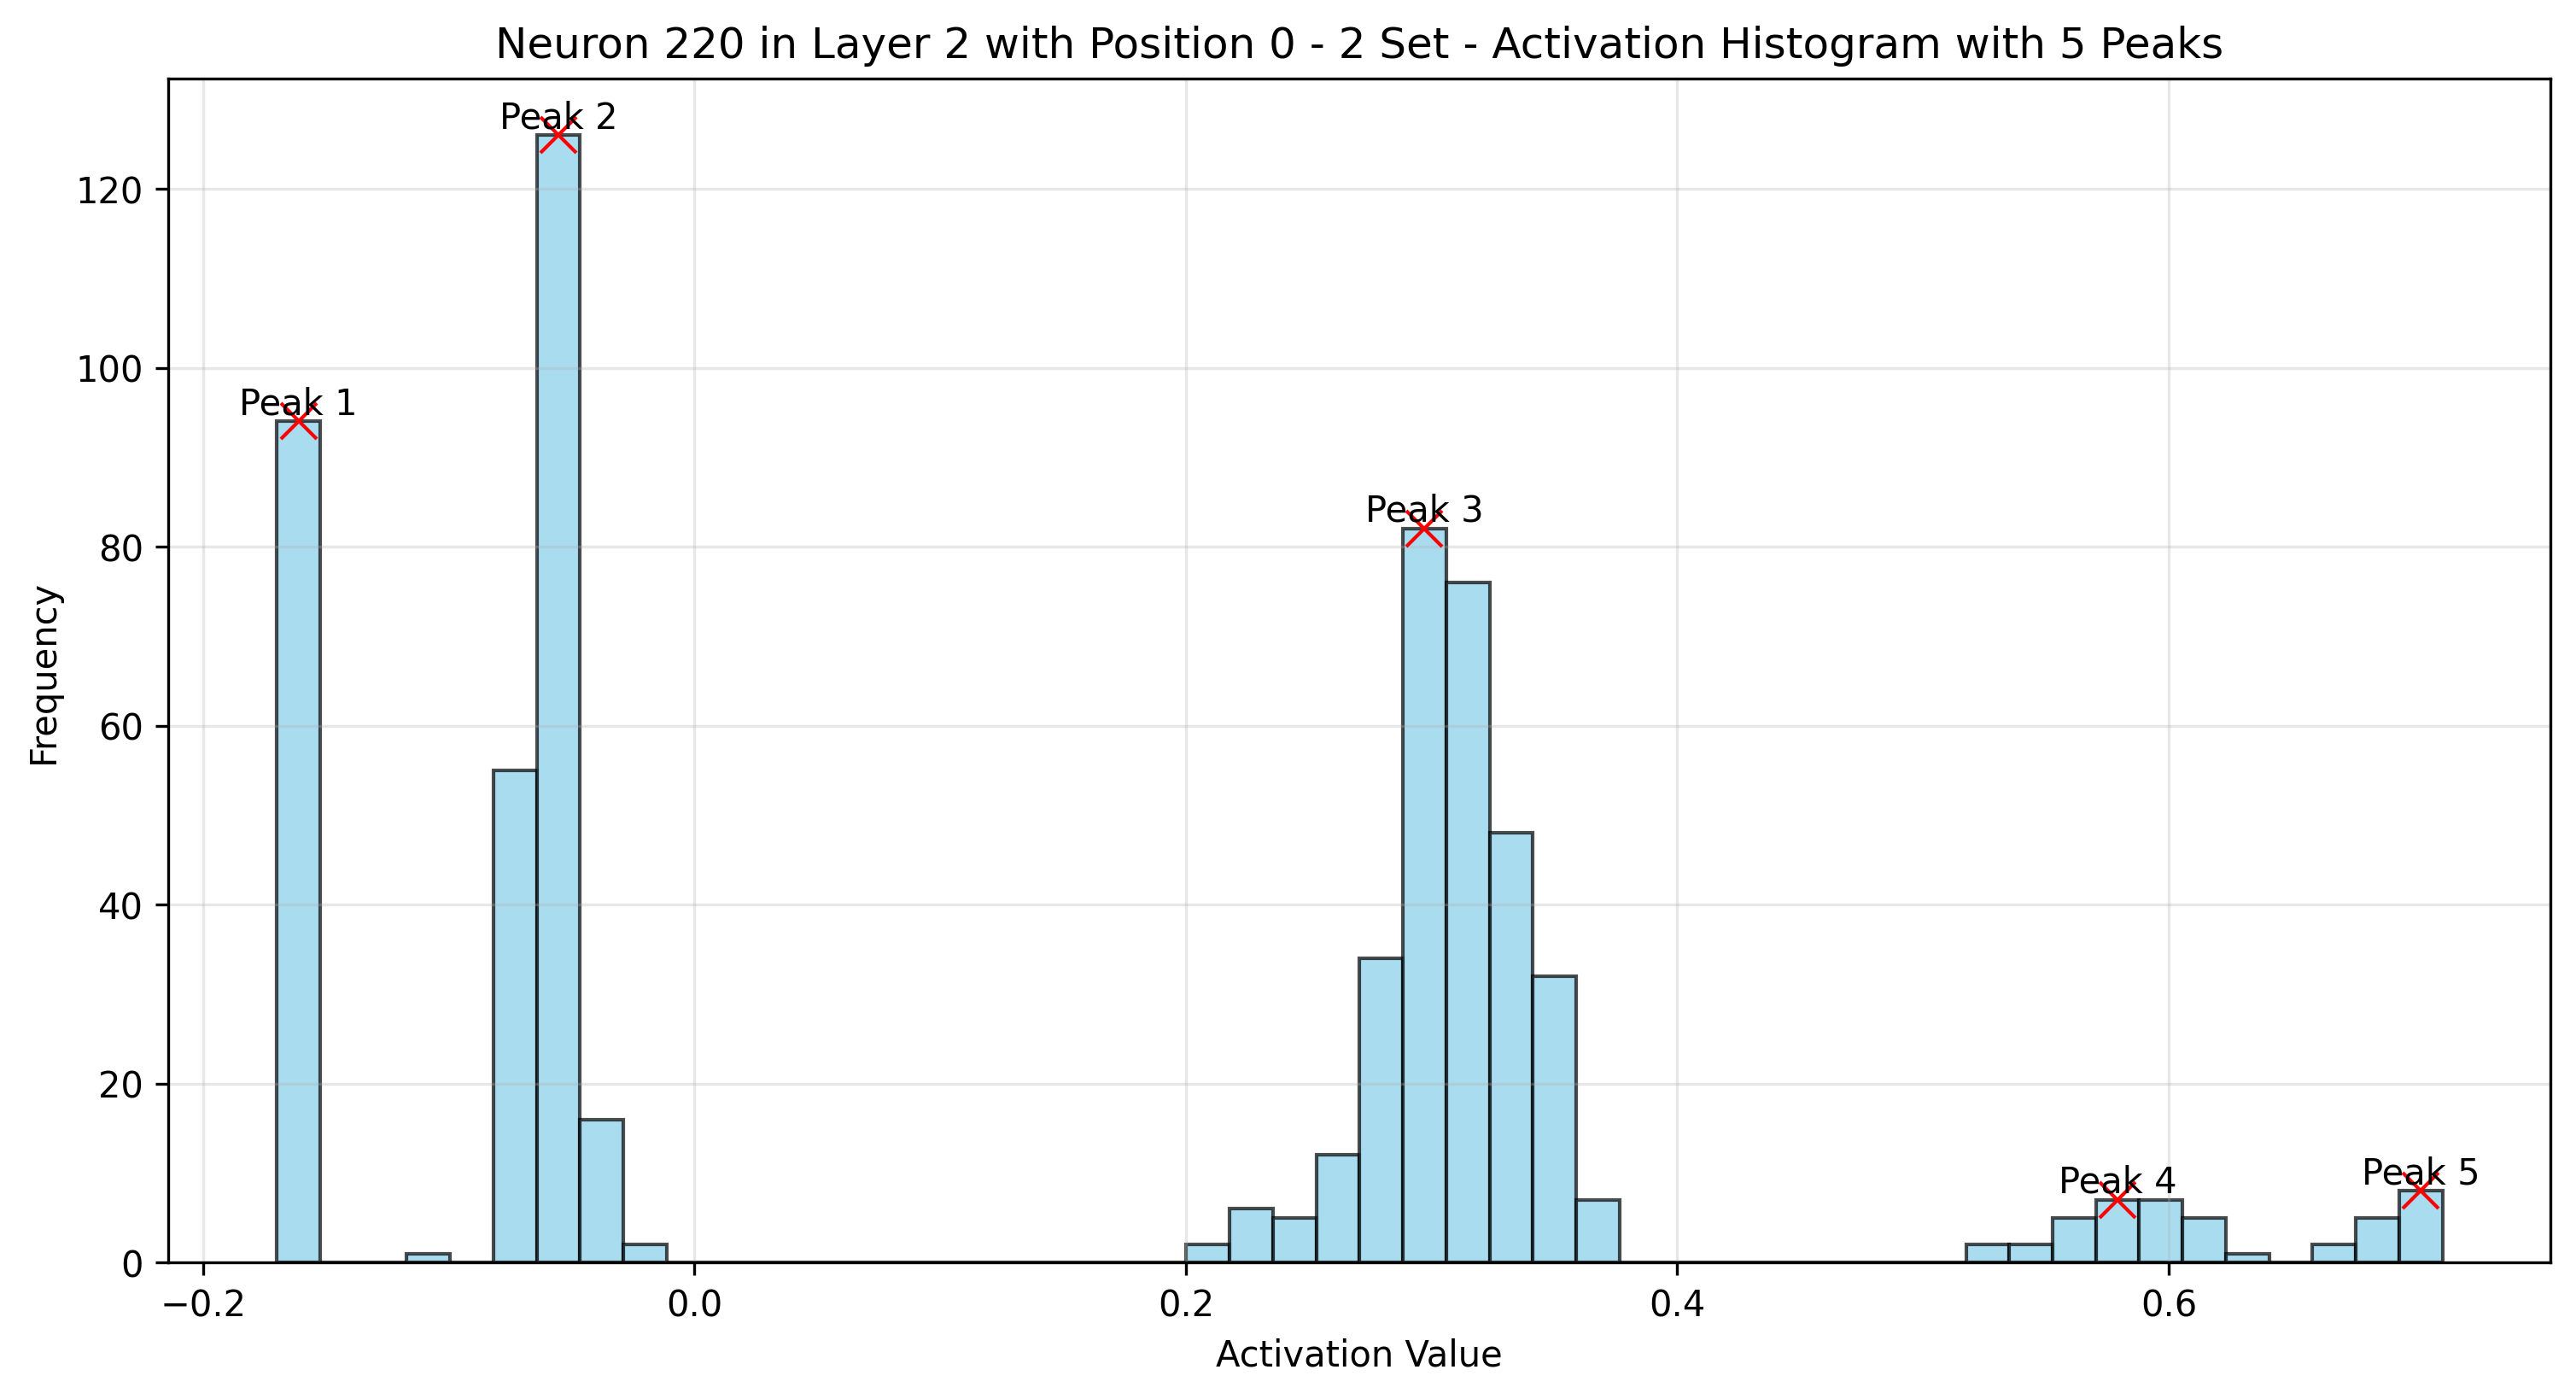 Neuron 220 in Layer 2 with Position 0 - 2 Set - Activation Histogram with 5 Peaks
Peak 2
120
100
Peak 1
Peak 3
80
Frequency
60
40
20
Peak 4
Peak 5
0
−0.2
0.0
0.2
0.4
0.6
Activation Value